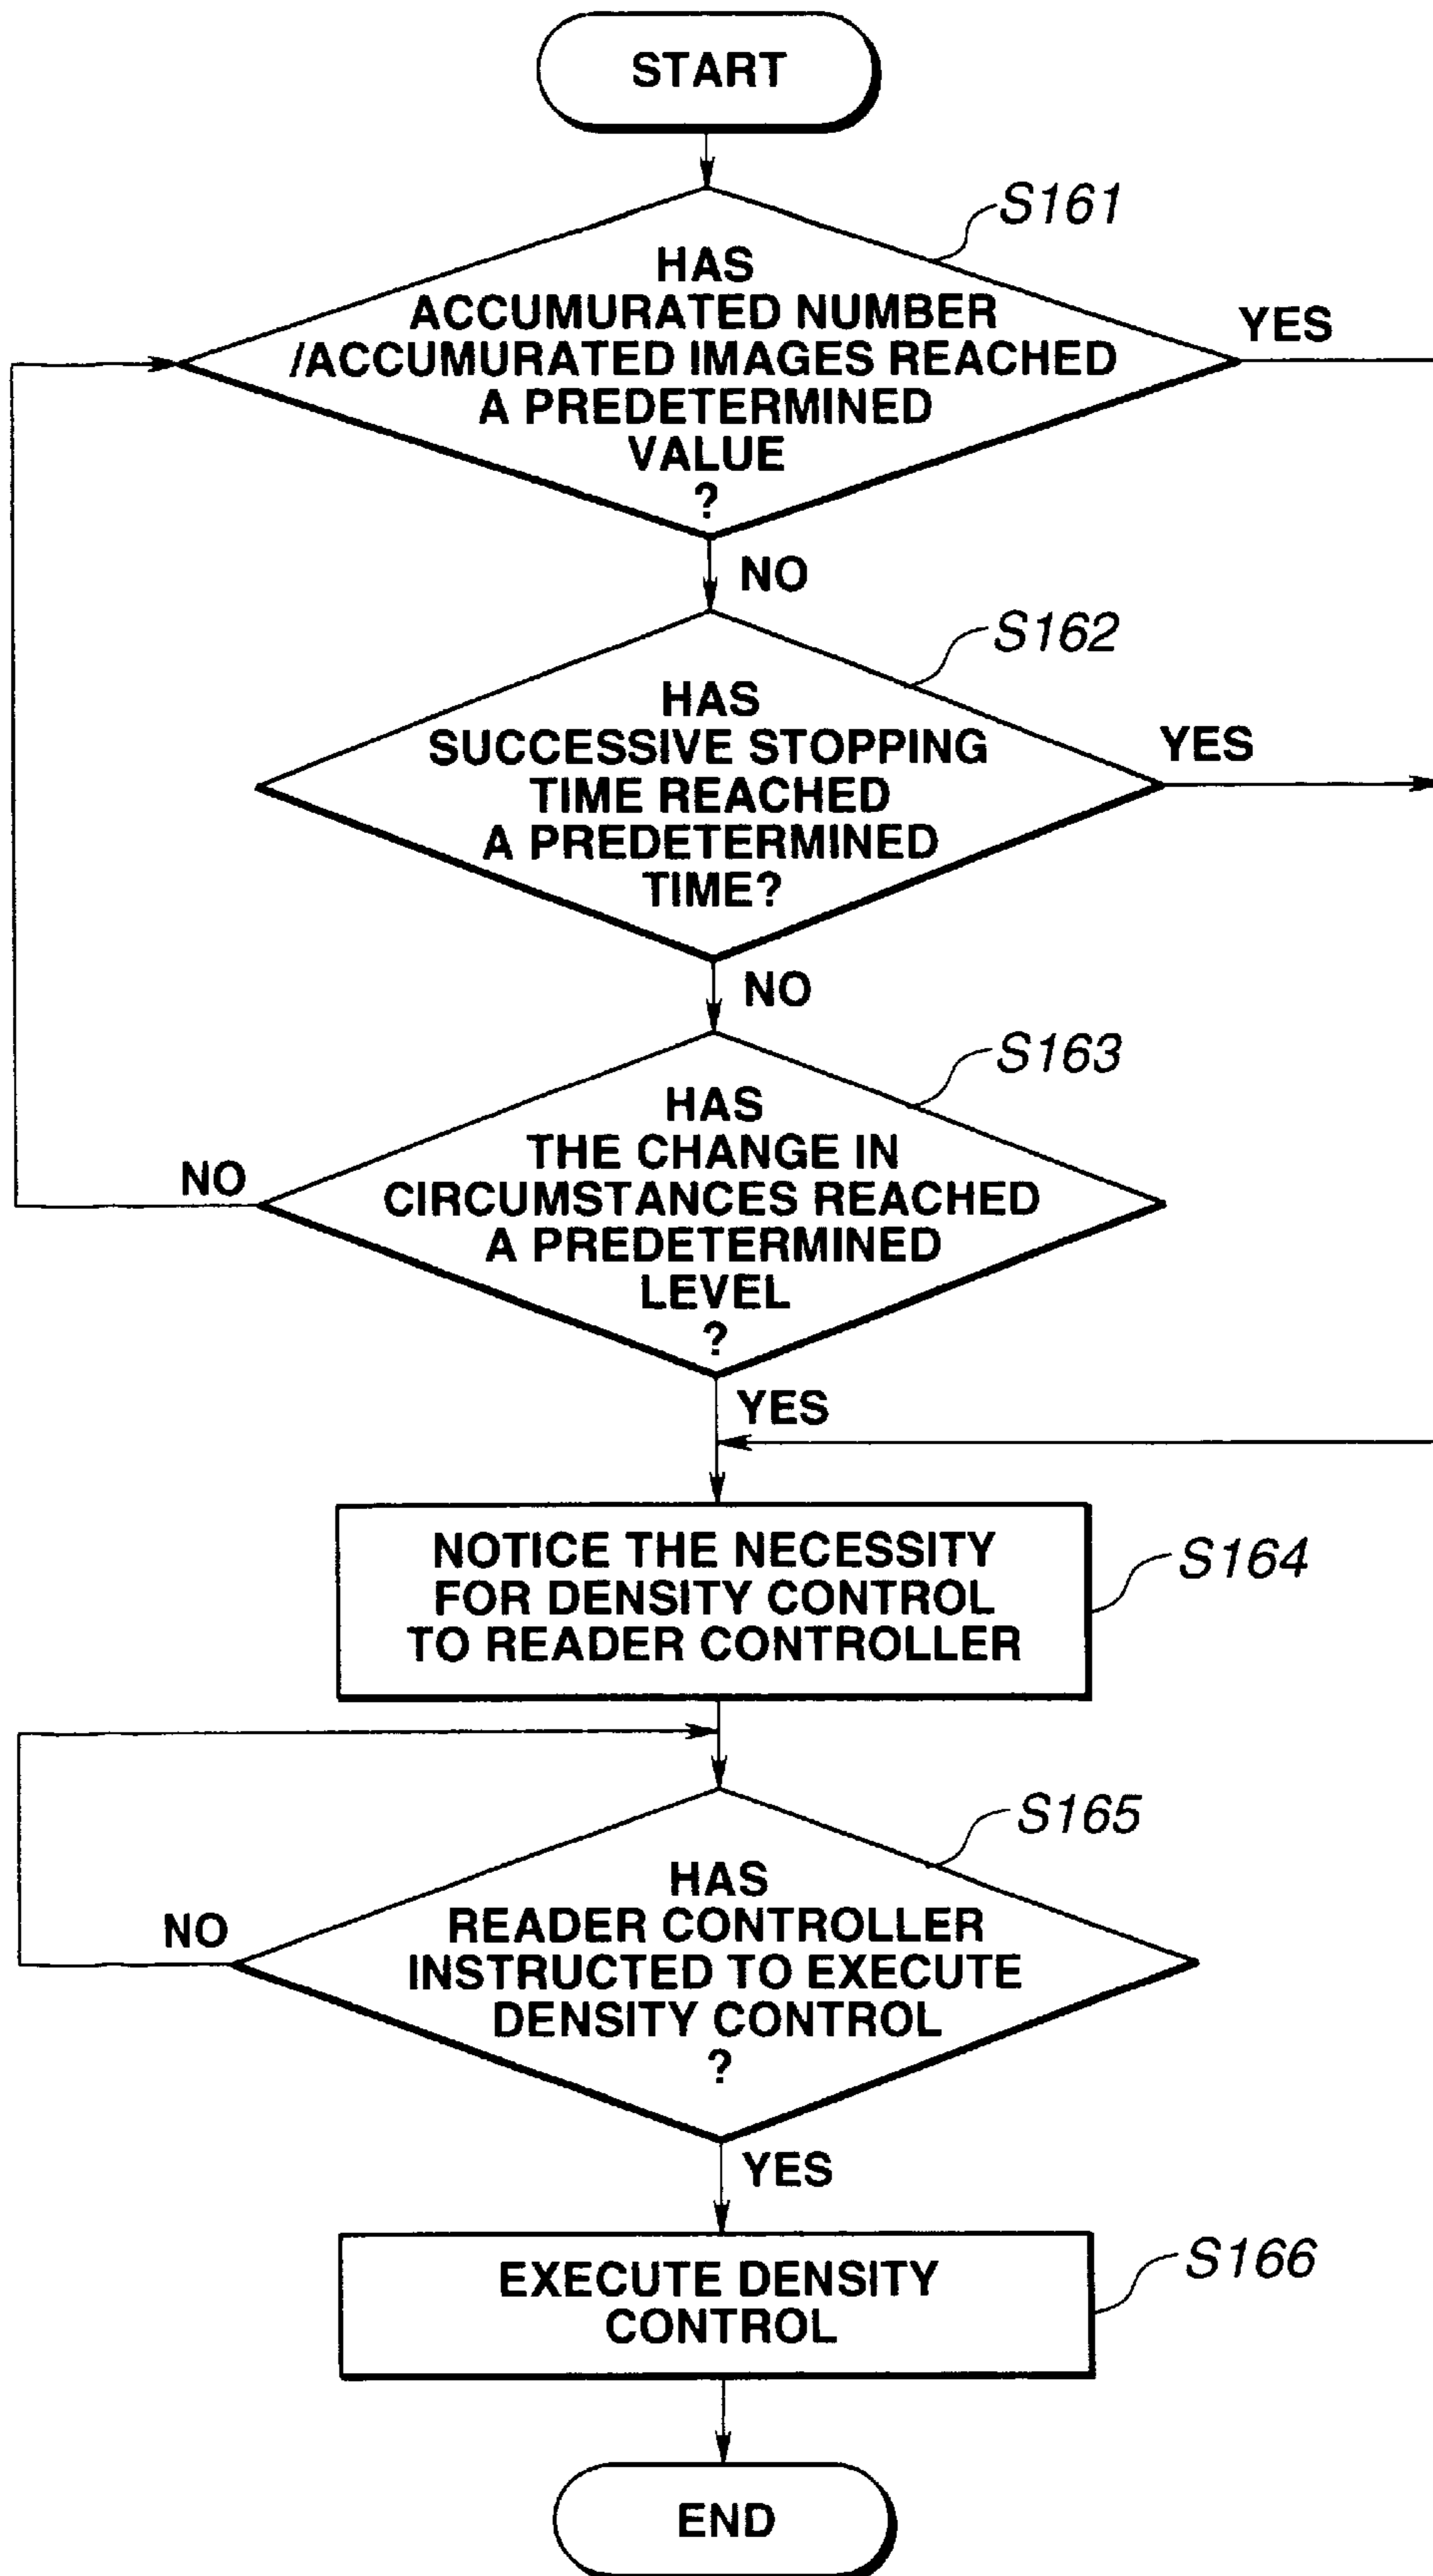 START
S161
HAS
ACCUMURATED NUMBER
/ACCUMURATED IMAGES REACHED
A PREDETERMINED
VALUE
?
YES
NO
S162
HAS
SUCCESSIVE STOPPING
TIME REACHED
A PREDETERMINED
TIME?
YES
NO
S163
HAS
THE CHANGE IN
CIRCUMSTANCES REACHED
A PREDETERMINED
LEVEL
?
NO
YES
NOTICE THE NECESSITY
FOR DENSITY CONTROL
TO READER CONTROLLER
S164
S165
HAS
READER CONTROLLER
INSTRUCTED TO EXECUTE
DENSITY CONTROL
?
NO
YES
EXECUTE DENSITY
CONTROL
S166
END